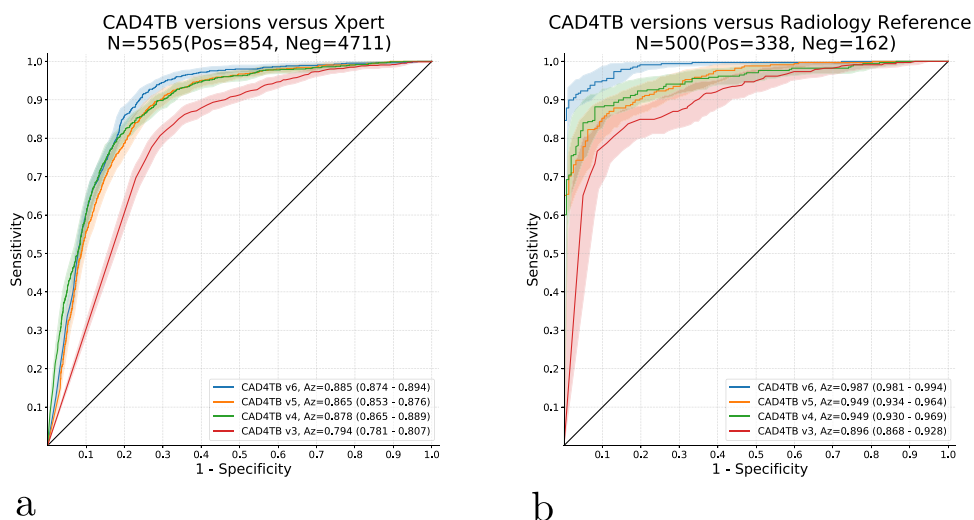 CAD4TB versions versus Xpert
N=5565(Pos=854, Neg=4711)
1.0
0.9
0.8
0.7
0.6
0.5
0.4
0.3
0.2
0.1
Sensitivity
CAD4TB v6, Az=0.885 (0.874 - 0.894)
CAD4TB v5, Az=0.865 (0.853 - 0.876)
CAD4TB v4, Az=0.878 (0.865 - 0.889)
CAD4TB v3, Az=0.794 (0.781 - 0.807)
0.1 0.2 0.3 0.4 0.5 0.6 0.7 0.8 0.9 1.0
1 - Specificity
a
CAD4TB versions versus Radiology Reference
N=500(Pos=338, Neg=162)
1.0
0.9
0.8
0.7
0.6
0.5
0.4
0.3
0.2
0.1
Sensitivity
CAD4TB v6, Az=0.987 (0.981 - 0.994)
CAD4TB v5, Az=0.949 (0.934 - 0.964)
CAD4TB v4, Az=0.949 (0.930 - 0.969)
CAD4TB v3, Az=0.896 (0.868 - 0.928)
0.1 0.2 0.3 0.4 0.5 0.6 0.7 0.8 0.9 1.0
1 - Specificity
b